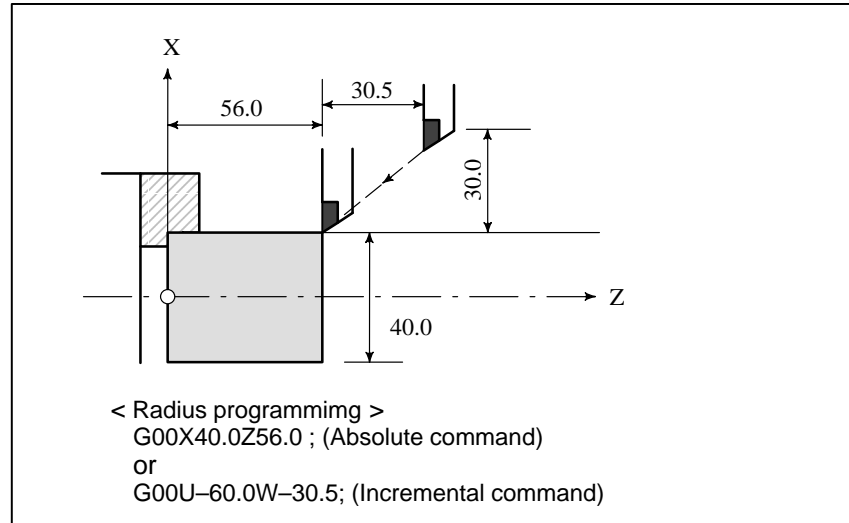 X
30.5
56.0
30.0
Z
40.0
< Radius programmimg >
G00X40.0Z56.0 ; (Absolute command)
or
G00U–60.0W–30.5; (Incremental command)